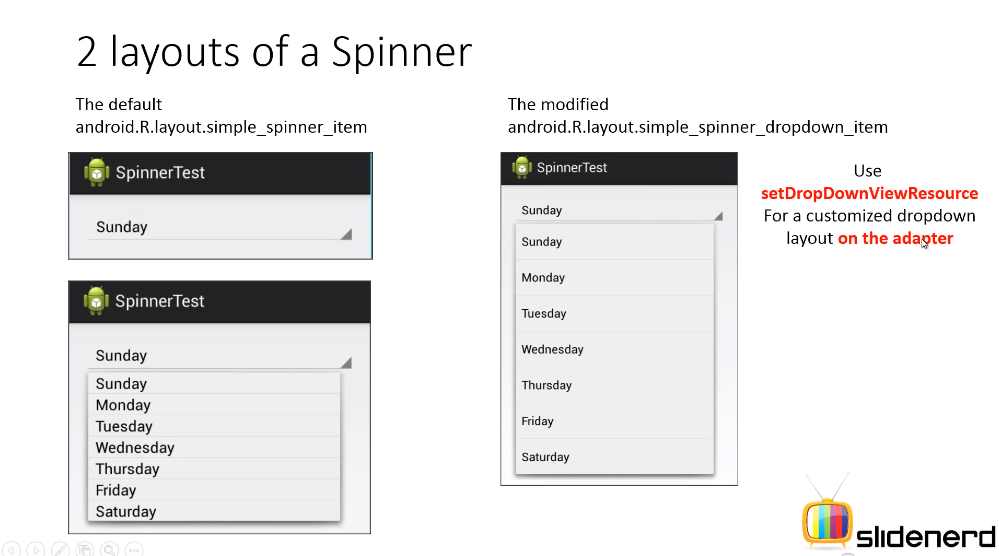 2 layouts of a Spinner
The default
android.R.layout.simple_spinner_item
SpinnerTest
Sunday
SpinnerTest
Sunday
Sunday
Monday
Tuesday
Wednesday
Thursday
Friday
Saturday
The modified
android.R.layout.simple_spinner_dropdown_item
SpinnerTest
Sunday
Sunday
Monday
Tuesday
Wednesday
Thursday
Friday
Saturday
Use
setDropDownViewResource
For a customized dropdown
layout on the adapter
slidenerd